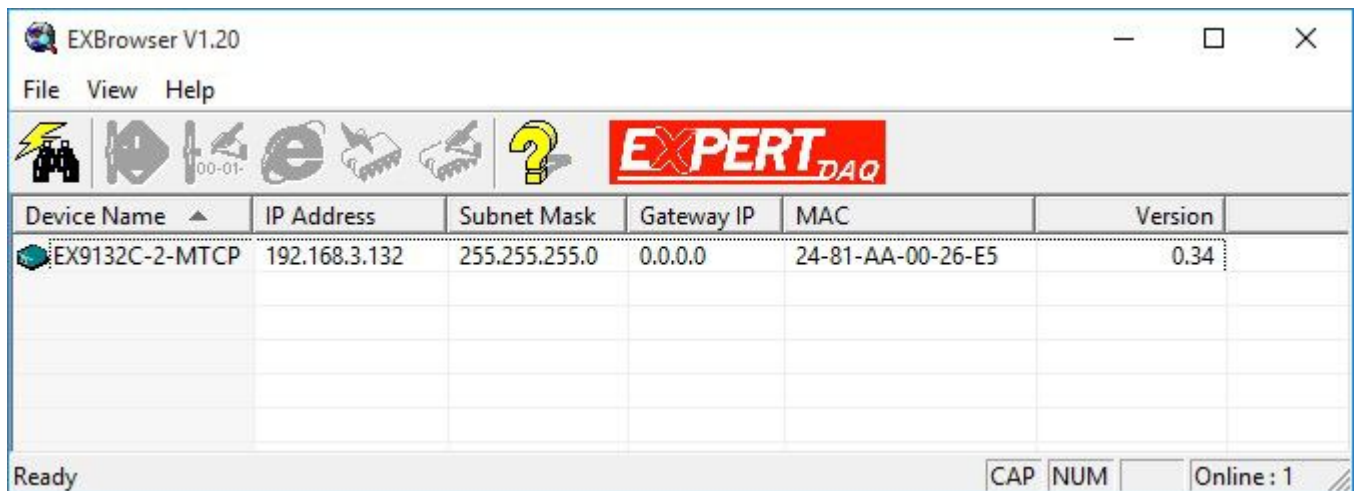 EXBrowser V1.20
File View Help
00-01-
EXPERT DAQ
Device Name IP Address Subnet Mask Gateway IP MAC Version
EX9132C-2-MTCP 192.168.3.132 255.255.255.0 0.0.0.0 24-81-AA-00-26-E5 0.34
Ready CAP NUM Online : 1